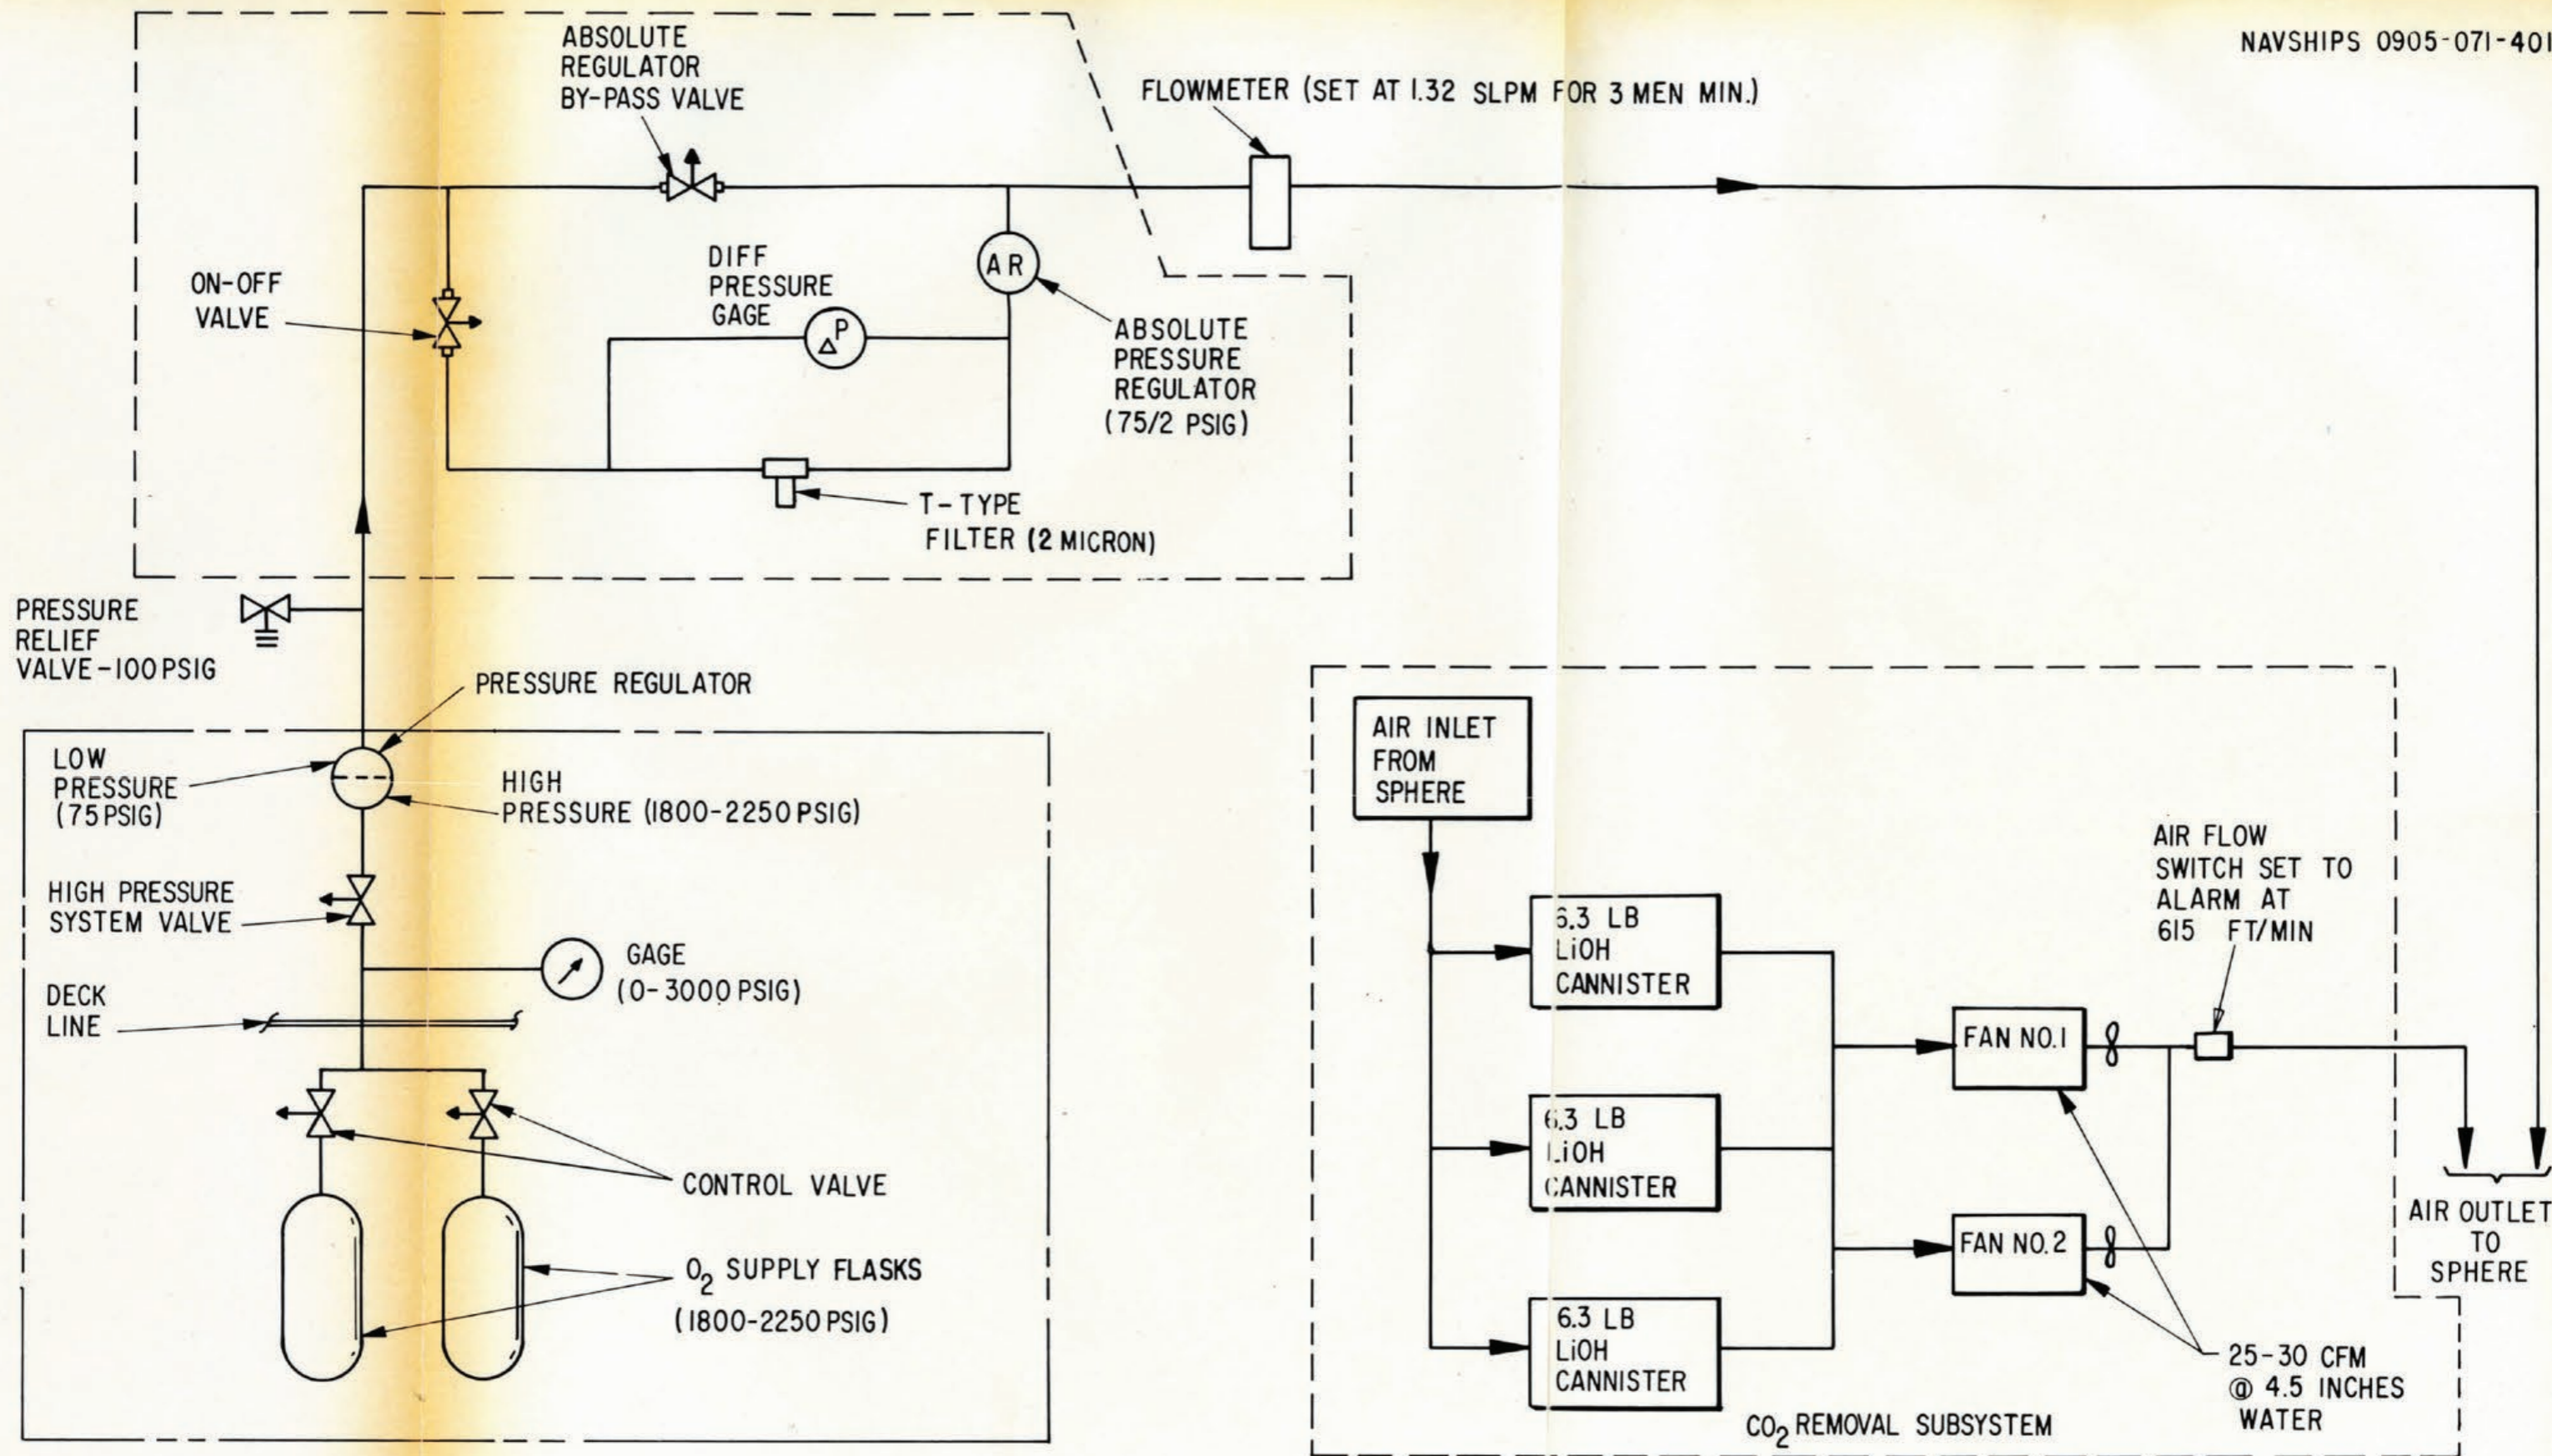 NAVSHIPS 0905-071-401
ABSOLUTE
REGULATOR
BY-PASS VALVE
FLOWMETER (SET AT 1.32 SLPM FOR 3 MEN MIN.)
ON-OFF
VALVE
DIFF
PRESSURE
GAGE
ΔP
AR
ABSOLUTE
PRESSURE
REGULATOR
(75/2 PSIG)
T-TYPE
FILTER (2 MICRON)
PRESSURE
RELIEF
VALVE-100 PSIG
PRESSURE REGULATOR
LOW
PRESSURE
(75 PSIG)
HIGH
PRESSURE (1800-2250 PSIG)
HIGH PRESSURE
SYSTEM VALVE
GAGE
(0-3000 PSIG)
DECK
LINE
CONTROL VALVE
O2 SUPPLY FLASKS
(1800-2250 PSIG)
AIR INLET
FROM
SPHERE
6.3 LB
LiOH
CANNISTER
6.3 LB
LiOH
CANNISTER
6.3 LB
LiOH
CANNISTER
FAN NO.1
FAN NO.2
AIR FLOW
SWITCH SET TO
ALARM AT
615 FT/MIN
AIR OUTLET
TO
SPHERE
25-30 CFM
@ 4.5 INCHES
WATER
CO2 REMOVAL SUBSYSTEM